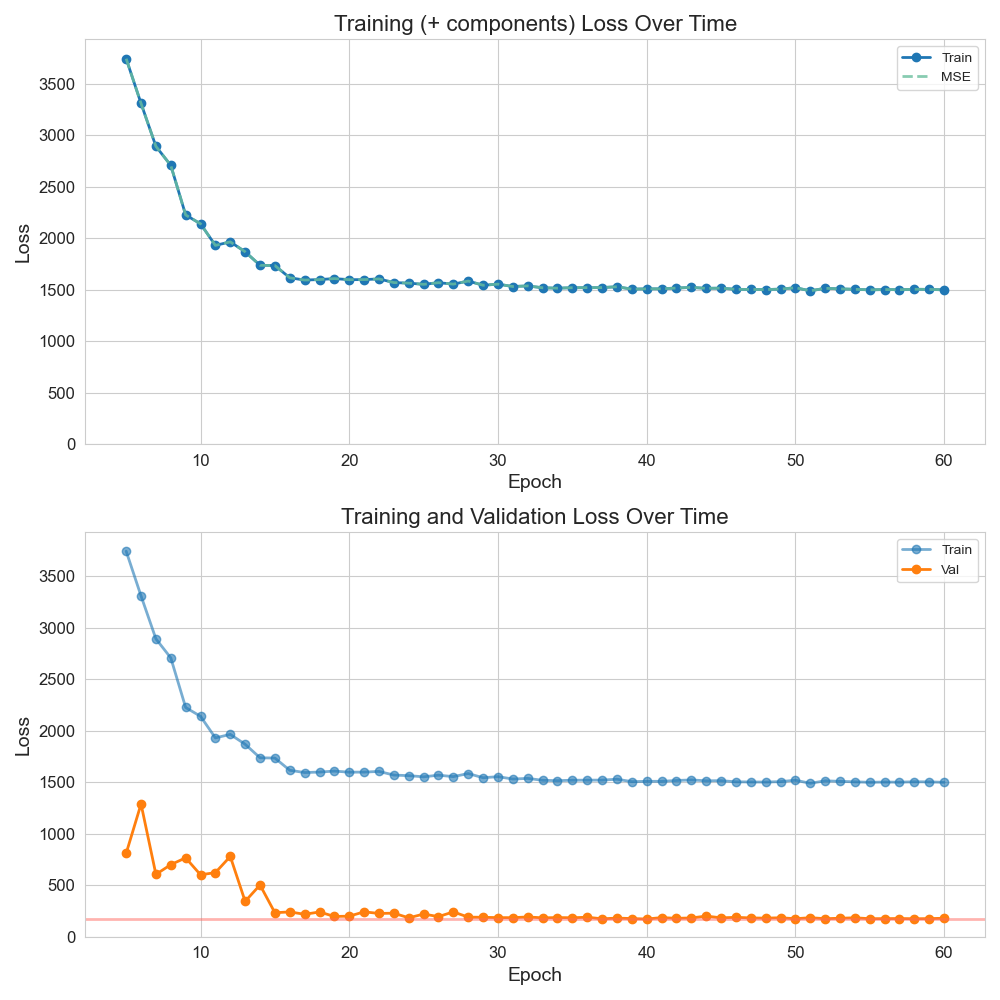 Training (+ components) Loss Over Time
Train
MSE
3500
3000
2500
2000
1500
1000
500
0
Loss
10 20 30 40 50 60
Epoch
Training and Validation Loss Over Time
Train
Val
3500
3000
2500
2000
1500
1000
500
0
Loss
10 20 30 40 50 60
Epoch